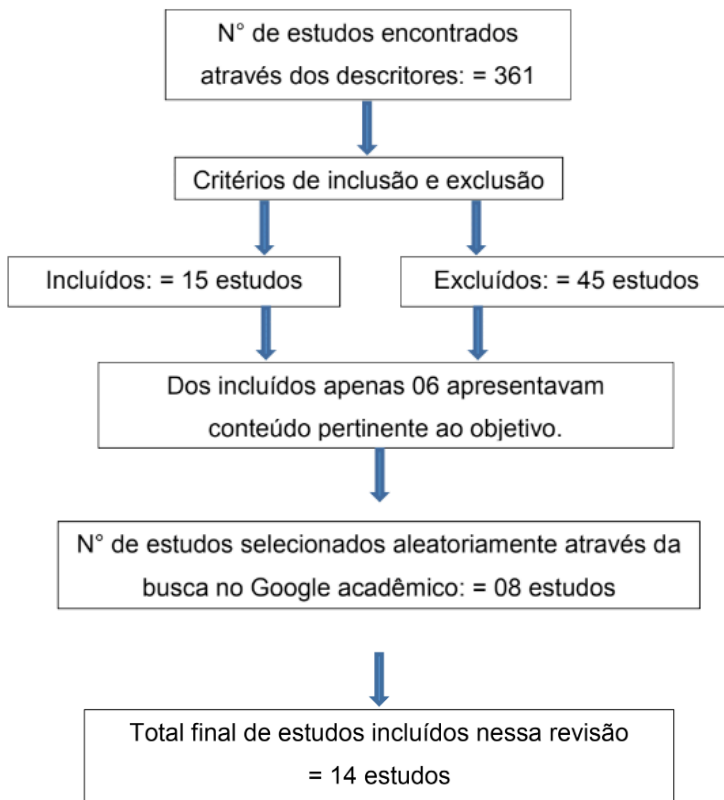 N° de estudos encontrados
através dos descritores: = 361
Critérios de inclusão e exclusão
Incluídos: = 15 estudos
Excluídos: = 45 estudos
Dos incluídos apenas 06 apresentavam
conteúdo pertinente ao objetivo.
N° de estudos selecionados aleatoriamente através da
busca no Google acadêmico: = 08 estudos
Total final de estudos incluídos nessa revisão
= 14 estudos